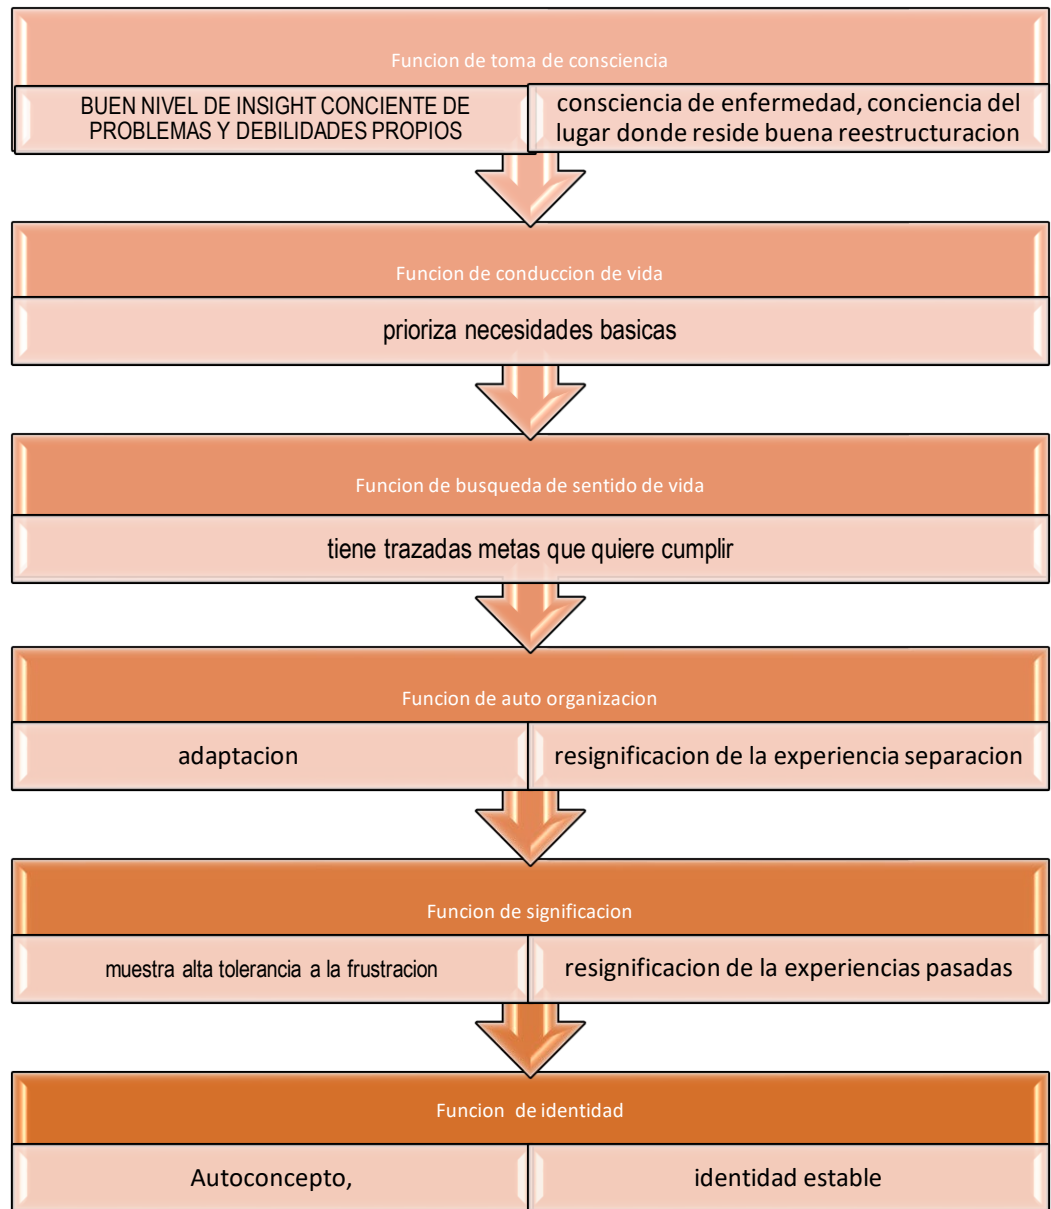 Funcion de toma de consciencia
BUEN NIVEL DE INSIGHT CONCIENTE DE
PROBLEMAS Y DEBILIDADES PROPIOS
consciencia de enfermedad, conciencia del
lugar donde reside buena reestructuracion
Funcion de conduccion de vida
prioriza necesidades basicas
Funcion de busqueda de sentido de vida
tiene trazadas metas que quiere cumplir
Funcion de auto organizacion
adaptacion
resignificacion de la experiencia separacion
Funcion de significacion
muestra alta tolerancia a la frustracion
resignificacion de la experiencias pasadas
Funcion de identidad
Autoconcepto,
identidad estable